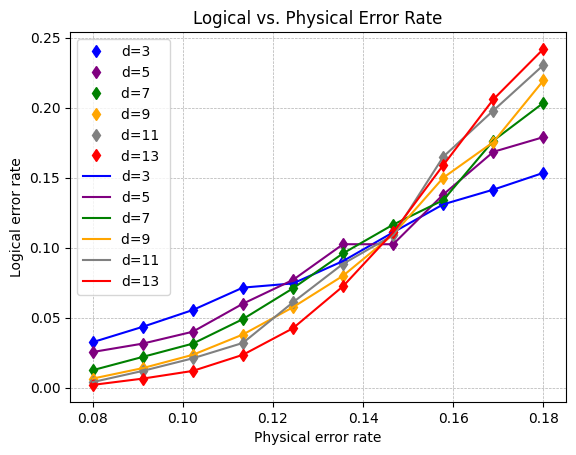 Logical vs. Physical Error Rate
Logical error rate
0.25
0.20
0.15
0.10
0.05
0.00
d=3
d=5
d=7
d=9
d=11
d=13
d=3
d=5
d=7
d=9
d=11
d=13
0.08 0.10 0.12 0.14 0.16 0.18
Physical error rate